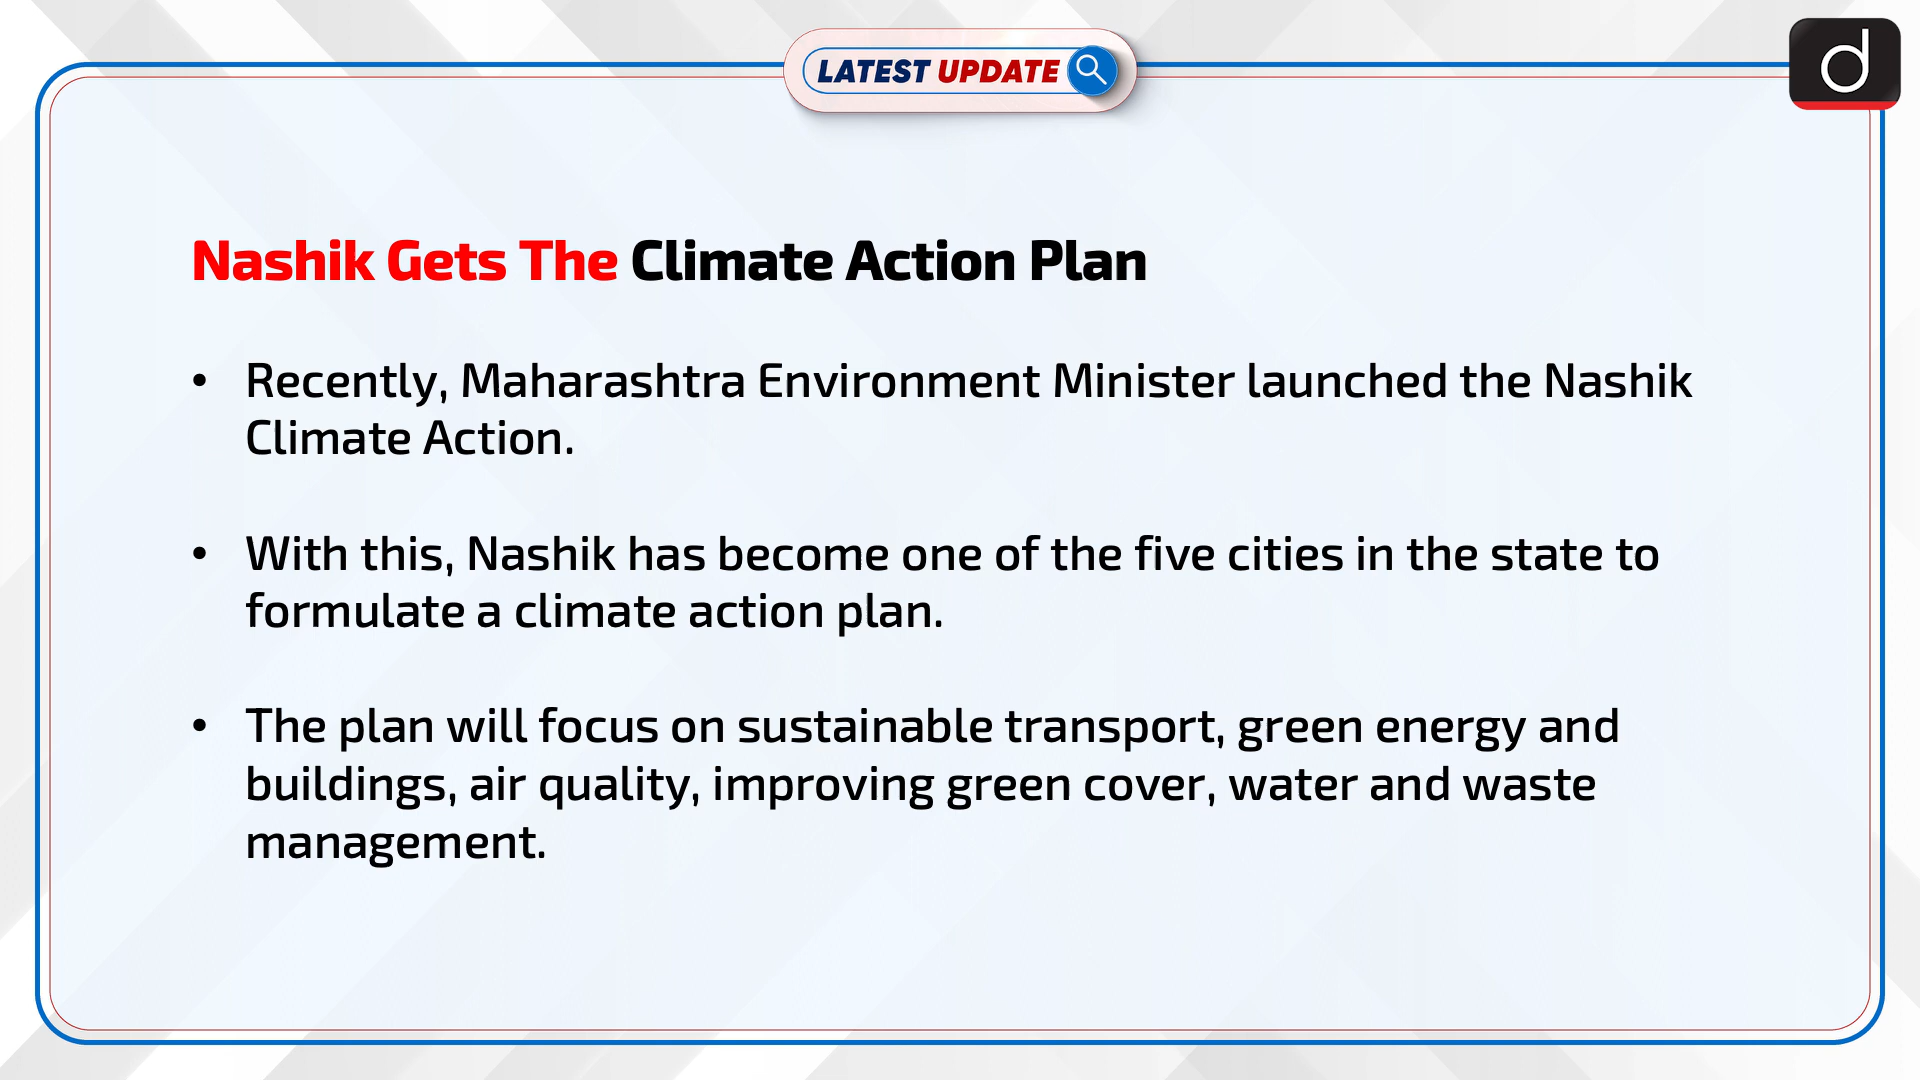 LATEST UPDATE
d
Nashik Gets The Climate Action Plan
• Recently, Maharashtra Environment Minister launched the Nashik
Climate Action.
• With this, Nashik has become one of the five cities in the state to
formulate a climate action plan.
• The plan will focus on sustainable transport, green energy and
buildings, air quality, improving green cover, water and waste
management.